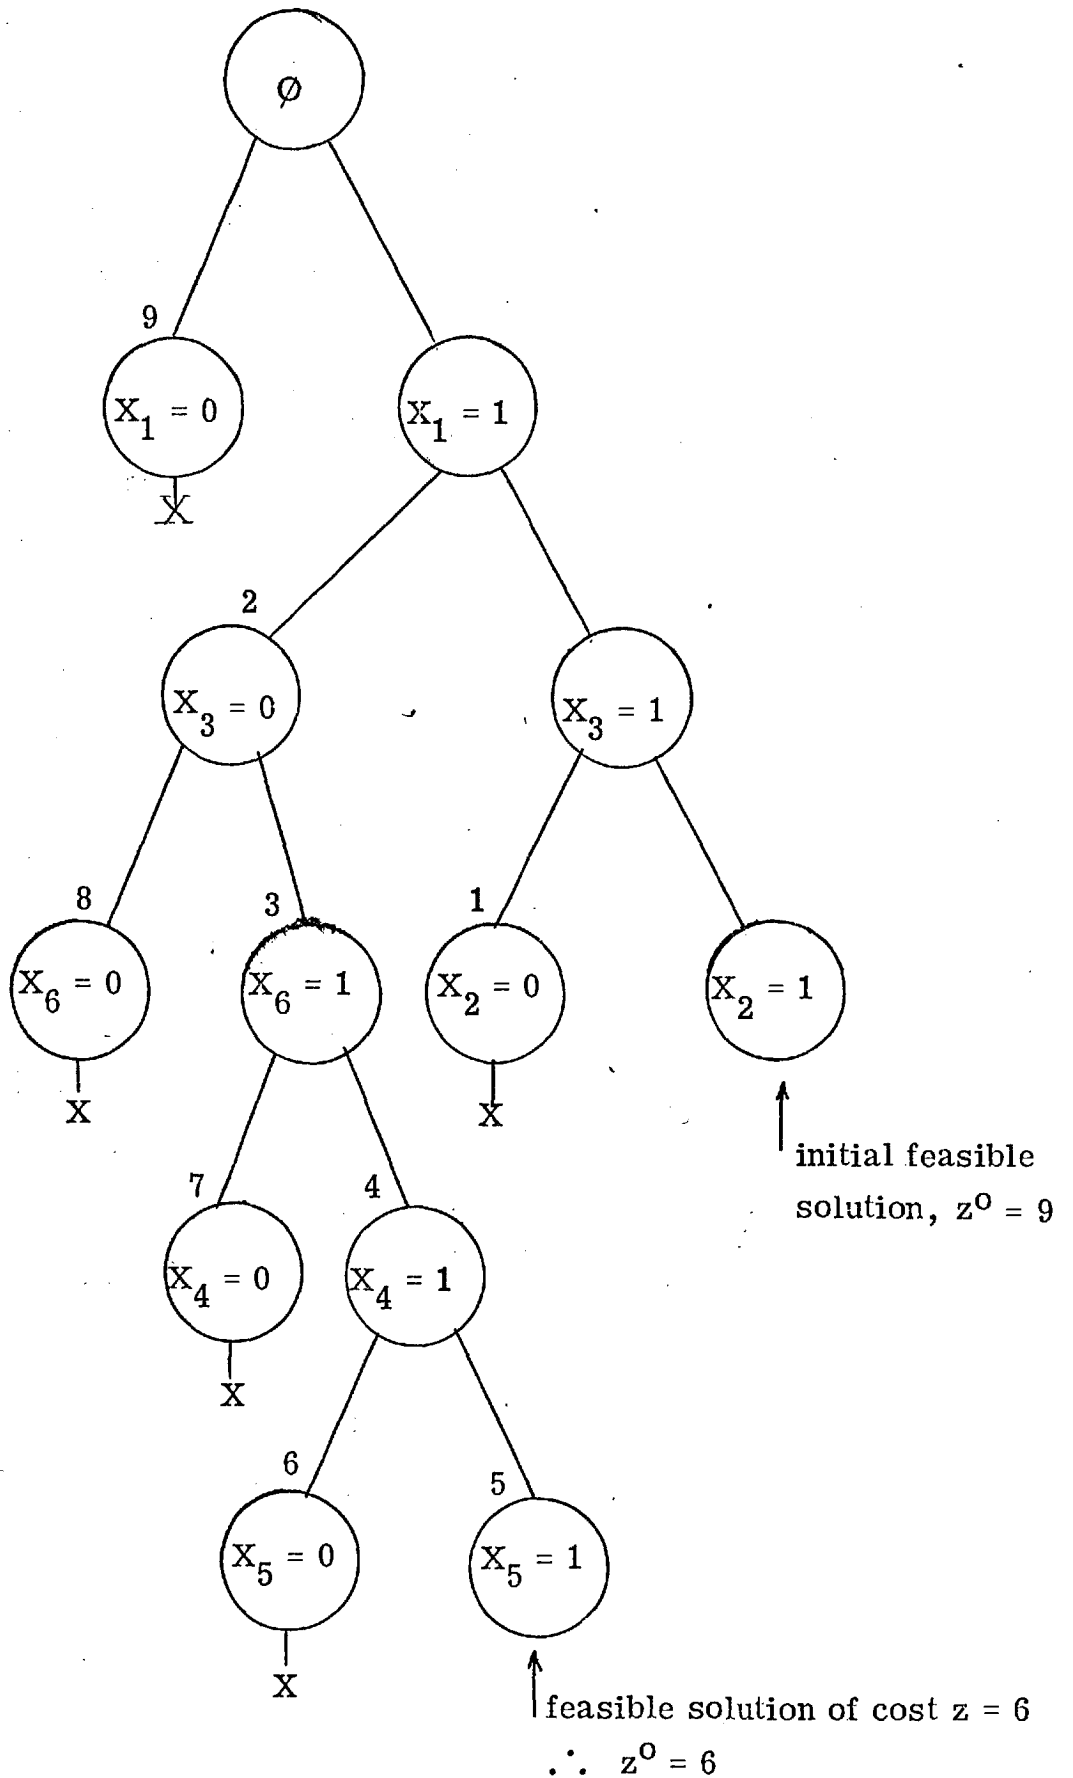 ∅
9
X₁ = 0
X₁ = 1
X
2
X₃ = 0
X₃ = 1
8
3
1
X₆ = 0
X₆ = 1
X₂ = 0
X₂ = 1
X
X
initial feasible
solution, z⁰ = 9
7
4
X₄ = 0
X₄ = 1
X
6
5
X₅ = 0
X₅ = 1
X
feasible solution of cost z = 6
∴ z⁰ = 6